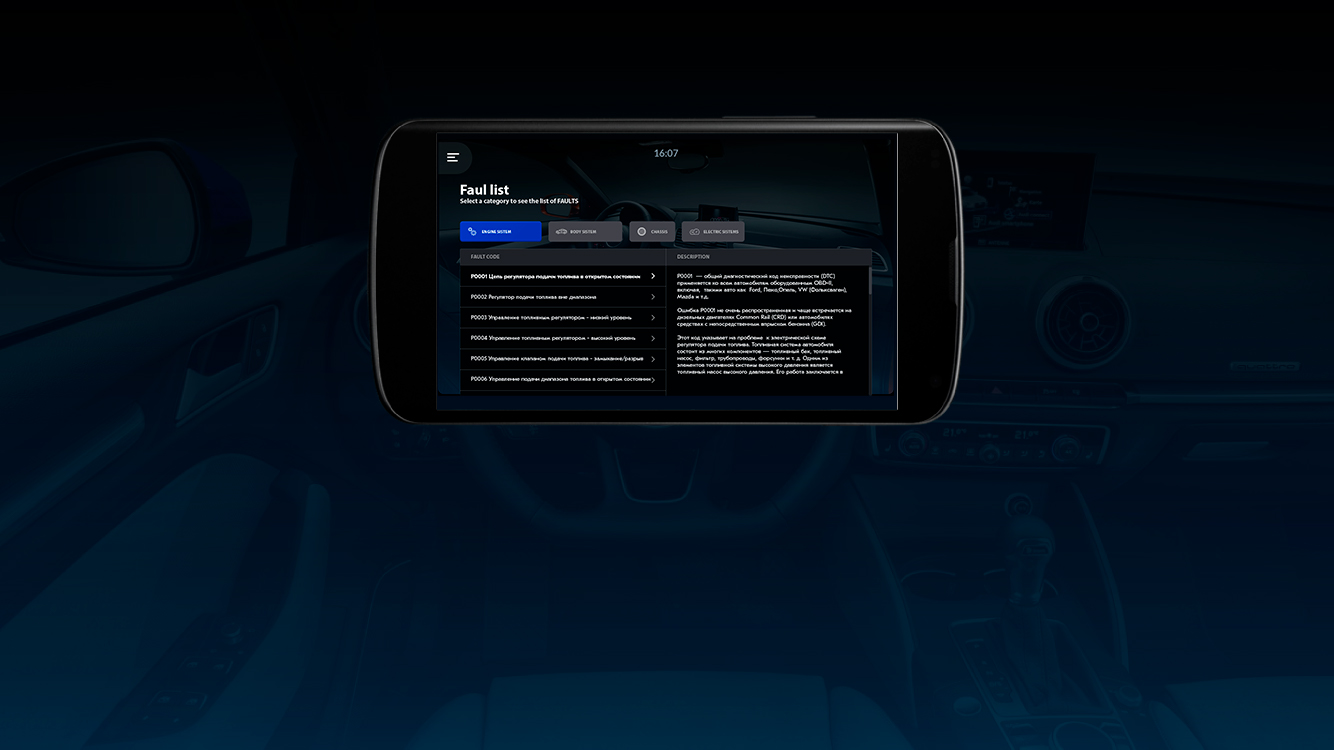 16:07
Faul list
Select a category to see the list of FAULTS
ENGINE SISTEM
BODY SISTEM
CHASSIS
ELECTRIC SISTEMS
FAULT CODE
DESCRIPTION
P0001 Цепь регулятора подачи топлива в открытом состоянии
P0002 Регулятор подачи топлива вне диапазона
P0003 Управление топливным регулятором - низкий уровень
P0004 Управление топливным регулятором - высокий уровень
P0005 Управление клапаном подачи топлива - замыкание/разрыв
P0006 Управление подачи диапазона топлива в открытом состоянии
P0001 — общий диагностический код неисправности (DTC)
применяется ко всем автомобилям оборудованным OBD-II,
включая, такими авто как Ford, Пежо,Опель, VW (Фольксваген),
Mazda и т.д.
Ошибка P0001 не очень распространенная и чаще встречается на
дизельных двигателях Common Rail (CRD) или автомобилях
средствах с непосредственным впрыском бензина (GDI).
Этот код указывает на проблеме к электрической схеме
регулятора подачи топлива. Топливная система автомобиля
состоит из многих компонентов — топливный бак, топливный
насос, фильтр, трубопроводы, форсунки и т. д. Одним из
элементов топливной системы высокого давления является
топливный насос высокого давления. Его работа заключается в